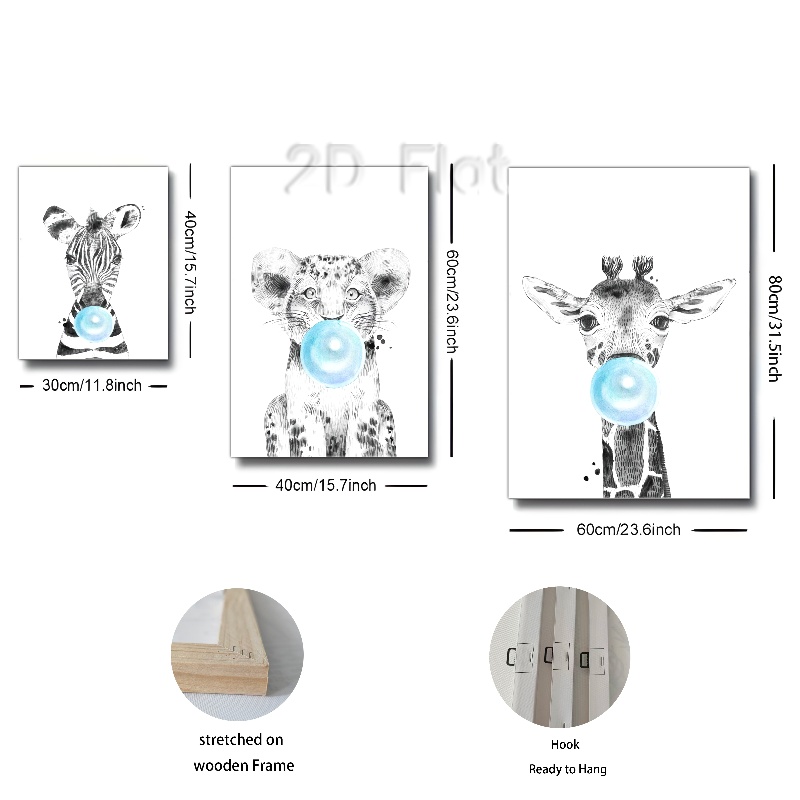 2D Flat
40cm/15.7inch
30cm/11.8inch
60cm/23.6inch
40cm/15.7inch
80cm/31.5inch
60cm/23.6inch
stretched on
wooden Frame
Hook
Ready to Hang